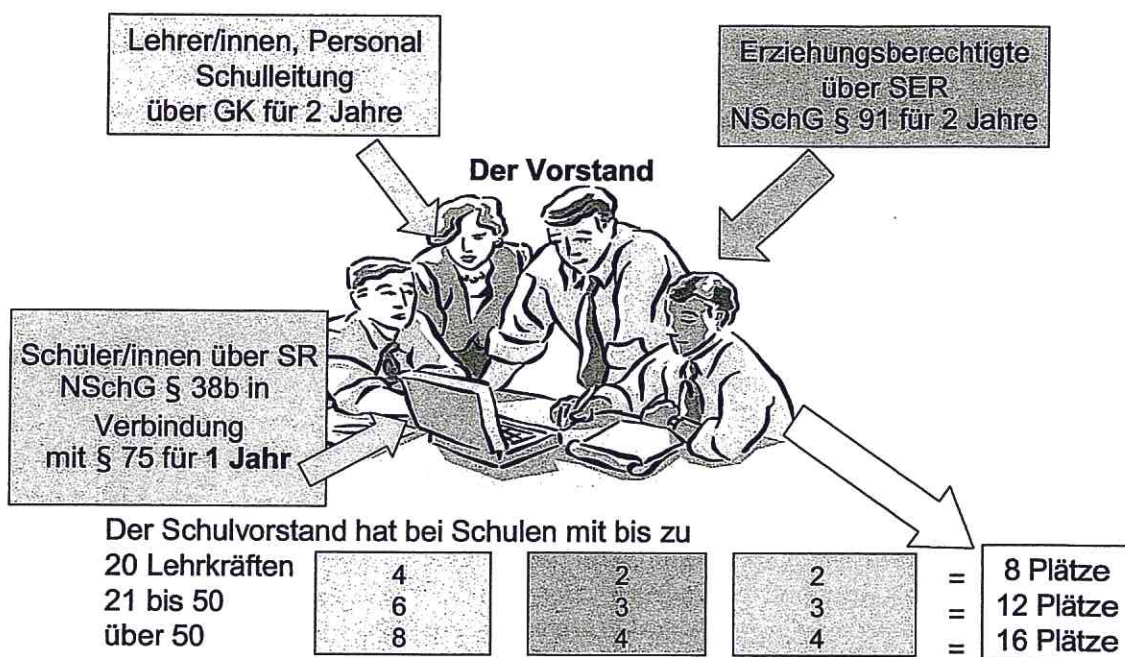 Lehrer/innen, Personal
Schulleitung
über GK für 2 Jahre
Erziehungsberechtigte
über SER
NSchG § 91 für 2 Jahre
Der Vorstand
Schüler/innen über SR
NSchG § 38b in
Verbindung
mit § 75 für 1 Jahr
Der Schulvorstand hat bei Schulen mit bis zu
20 Lehrkräften 4 2 2 = 8 Plätze
21 bis 50 6 3 3 = 12 Plätze
über 50 8 4 4 = 16 Plätze